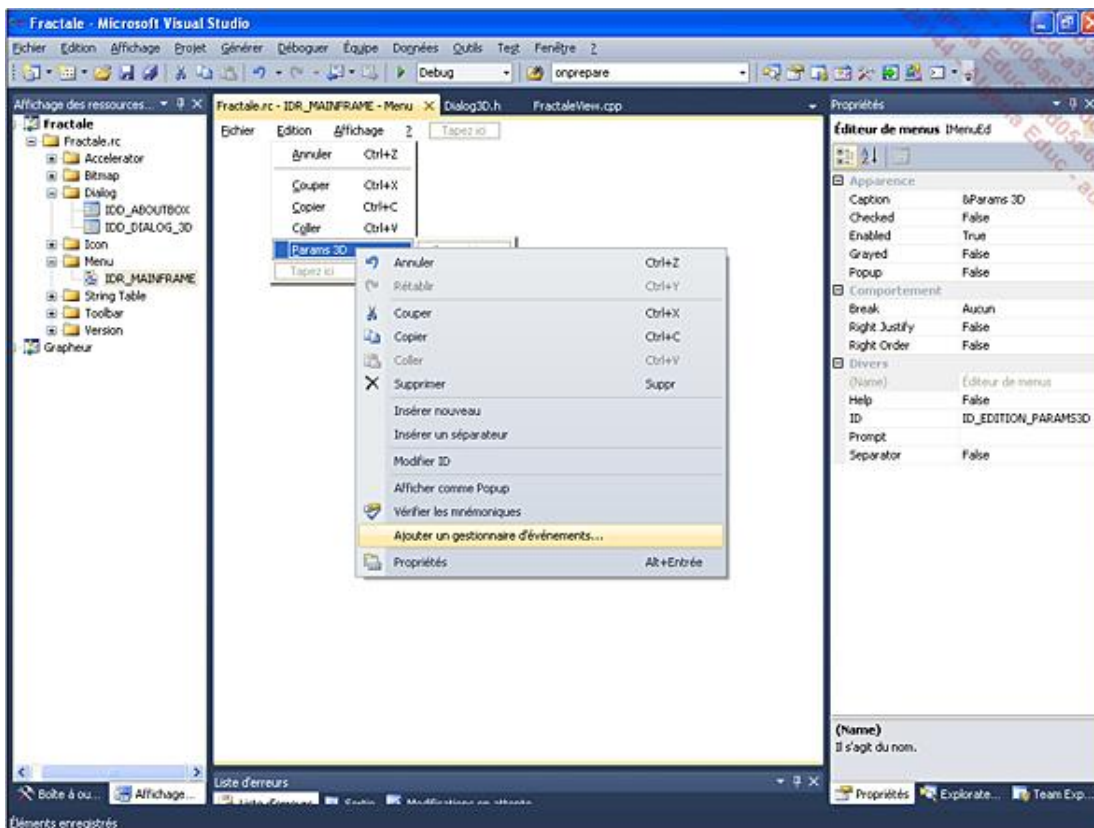 Fractale - Microsoft Visual Studio
Fichier Edition Affichage Projet Générer Déboguer Équipe Données Outils Test Fenêtre ?
Debug onprepare
Affichage des ressources...
Fractale.rc - IDR_MAINFRAME - Menu Dialog3D.h FractaleView.cpp
Propriétés
Fractale
Fractale.rc
Accelerator
Bitmap
Dialog
IDD_ABOUTBOX
IDD_DIALOG_3D
Icon
Menu
IDR_MAINFRAME
String Table
Toolbar
Version
Grapheur
Fichier Edition Affichage ? Tapez ici
Annuler Ctrl+Z
Couper Ctrl+X
Copier Ctrl+C
Coller Ctrl+V
Params 3D
Tapez ici
Annuler Ctrl+Z
Rétablir Ctrl+Y
Couper Ctrl+X
Copier Ctrl+C
Coller Ctrl+V
Supprimer Suppr
Insérer nouveau
Insérer un séparateur
Modifier ID
Afficher comme Popup
Vérifier les mnémoniques
Ajouter un gestionnaire d'événements...
Propriétés Alt+Entrée
Éditeur de menus IMenuEd
Apparence
Caption &Params 3D
Checked False
Enabled True
Grayed False
Popup False
Comportement
Break Aucun
Right Justify False
Right Order False
Divers
(Name) Éditeur de menus
Help False
ID ID_EDITION_PARAMS3D
Prompt
Separator False
(Name)
Il s'agit du nom.
Liste d'erreurs
Boîte à ou... Affichage...
Liste d'erreurs Sortie Modifications en attente
Propriétés Explorate... Team Exp...
Éléments enregistrés